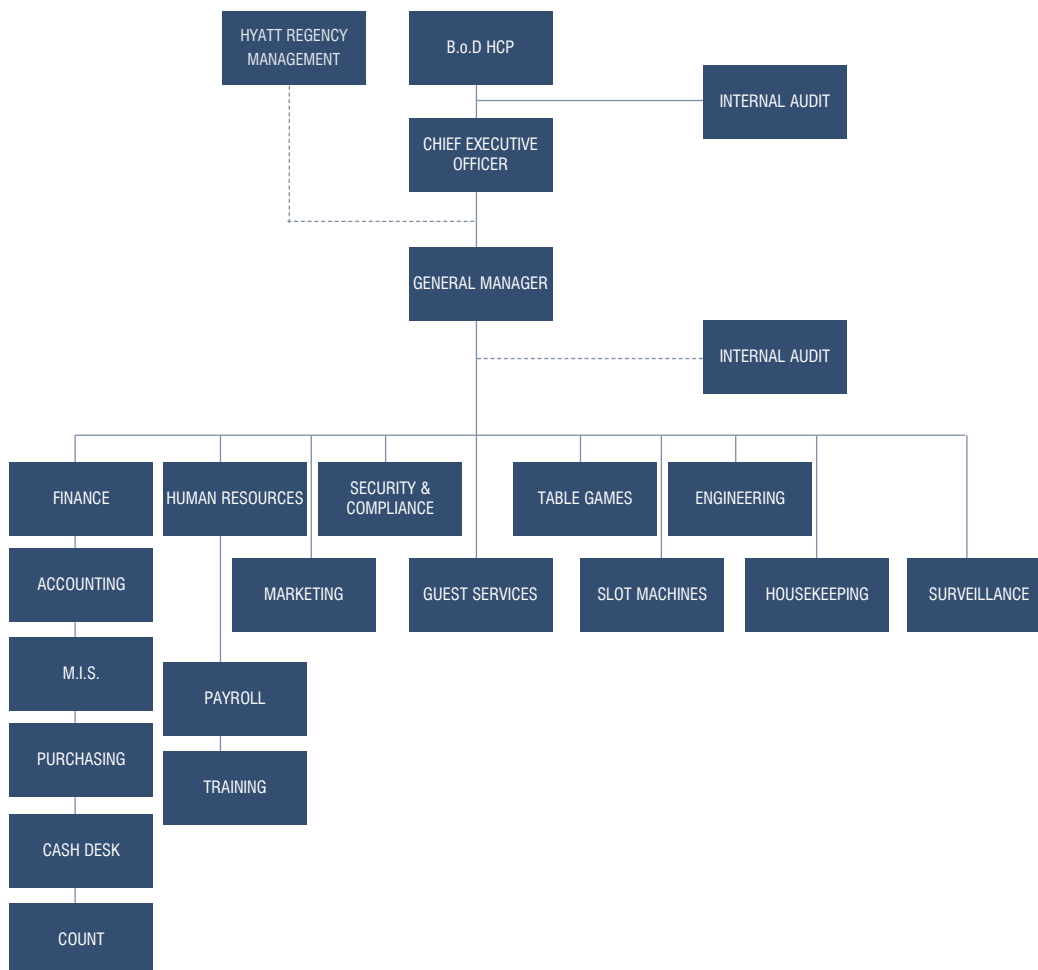 HYATT REGENCY
MANAGEMENT
B.o.D HCP
INTERNAL AUDIT
CHIEF EXECUTIVE
OFFICER
GENERAL MANAGER
INTERNAL AUDIT
FINANCE
HUMAN RESOURCES
SECURITY &
COMPLIANCE
TABLE GAMES
ENGINEERING
ACCOUNTING
MARKETING
GUEST SERVICES
SLOT MACHINES
HOUSEKEEPING
SURVEILLANCE
M.I.S.
PAYROLL
PURCHASING
TRAINING
CASH DESK
COUNT